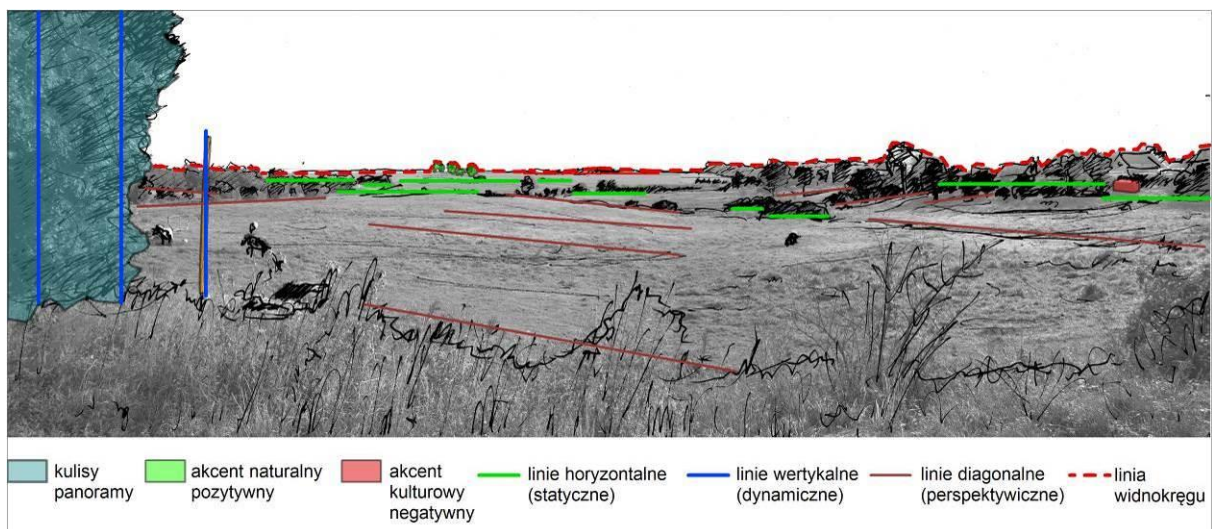 kulisy
panoramy
akcent naturalny
pozytywny
akcent
kulturowy
negatywny
linie horyzontalne
(statyczne)
linie wertykalne
(dynamiczne)
linie diagonalne
(perspektywiczne)
linia
widnokręgu